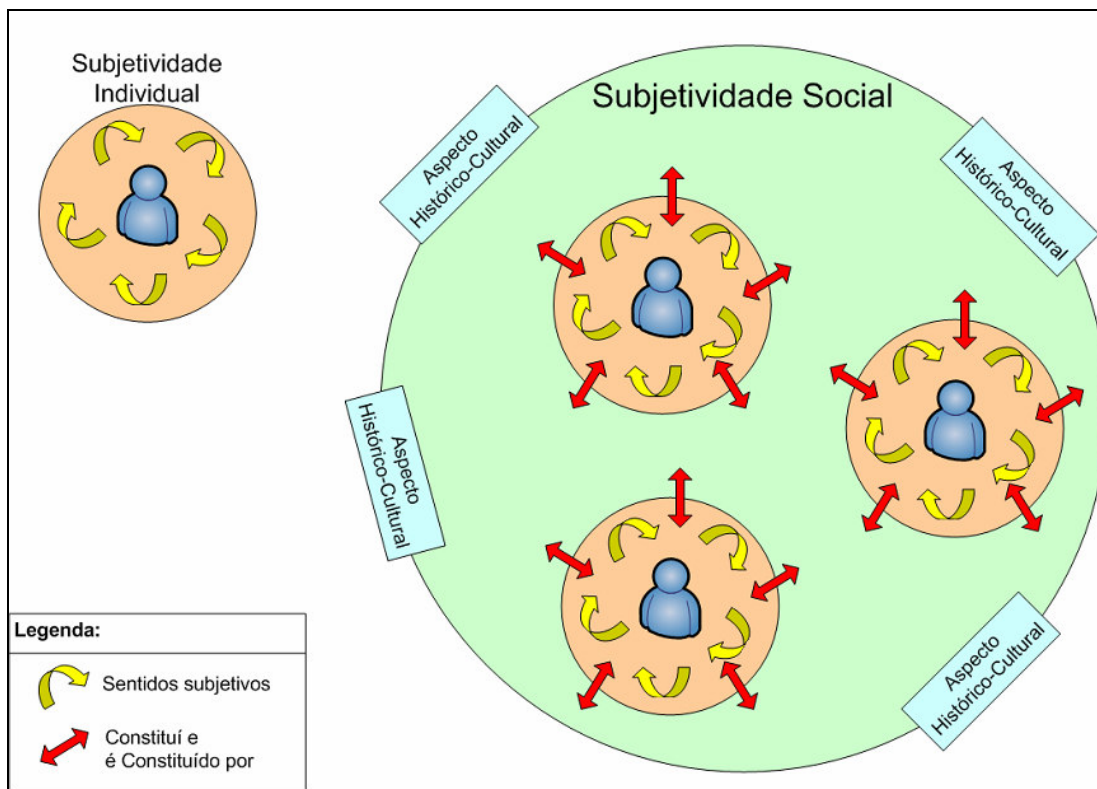 Subjetividade
Individual
Subjetividade Social
Aspecto
Histórico-Cultural
Aspecto
Histórico-Cultural
Aspecto
Histórico-Cultural
Aspecto
Histórico-Cultural
Legenda:
Sentidos subjetivos
Constituí e
é Constituído por